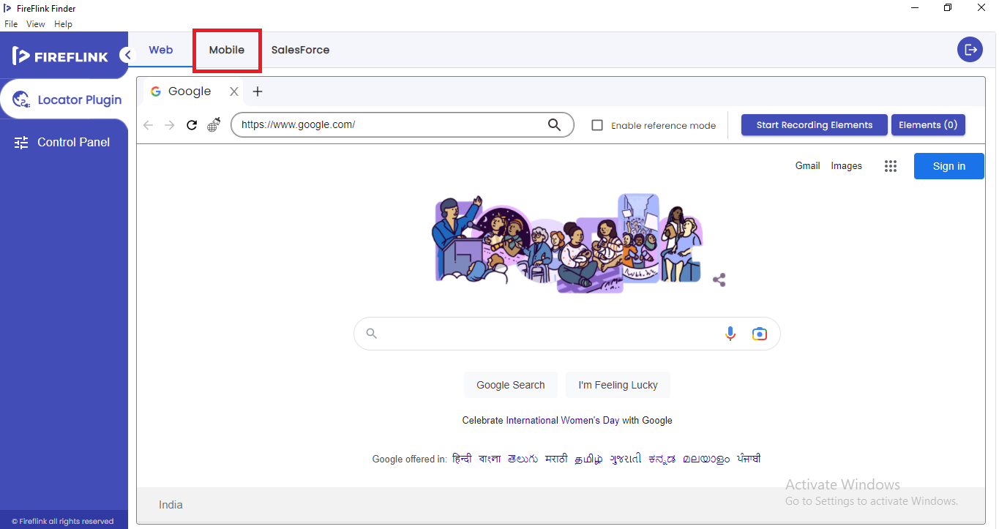 FireFlink Finder
File View Help
FIREFLINK
Web Mobile SalesForce
Locator Plugin
Control Panel
Google X +
https://www.google.com/
Enable reference mode
Start Recording Elements
Elements (0)
Gmail Images
Sign in
Google Search
I'm Feeling Lucky
Celebrate International Women's Day with Google
Google offered in: हिन्दी বাংলা తెలుగు मराठी தமிழ் ગુજરાતી ಕನ್ನಡ മലയാളം ਪੰਜਾਬੀ
India
Activate Windows
Go to Settings to activate Windows.
© Fireflink all rights reserved